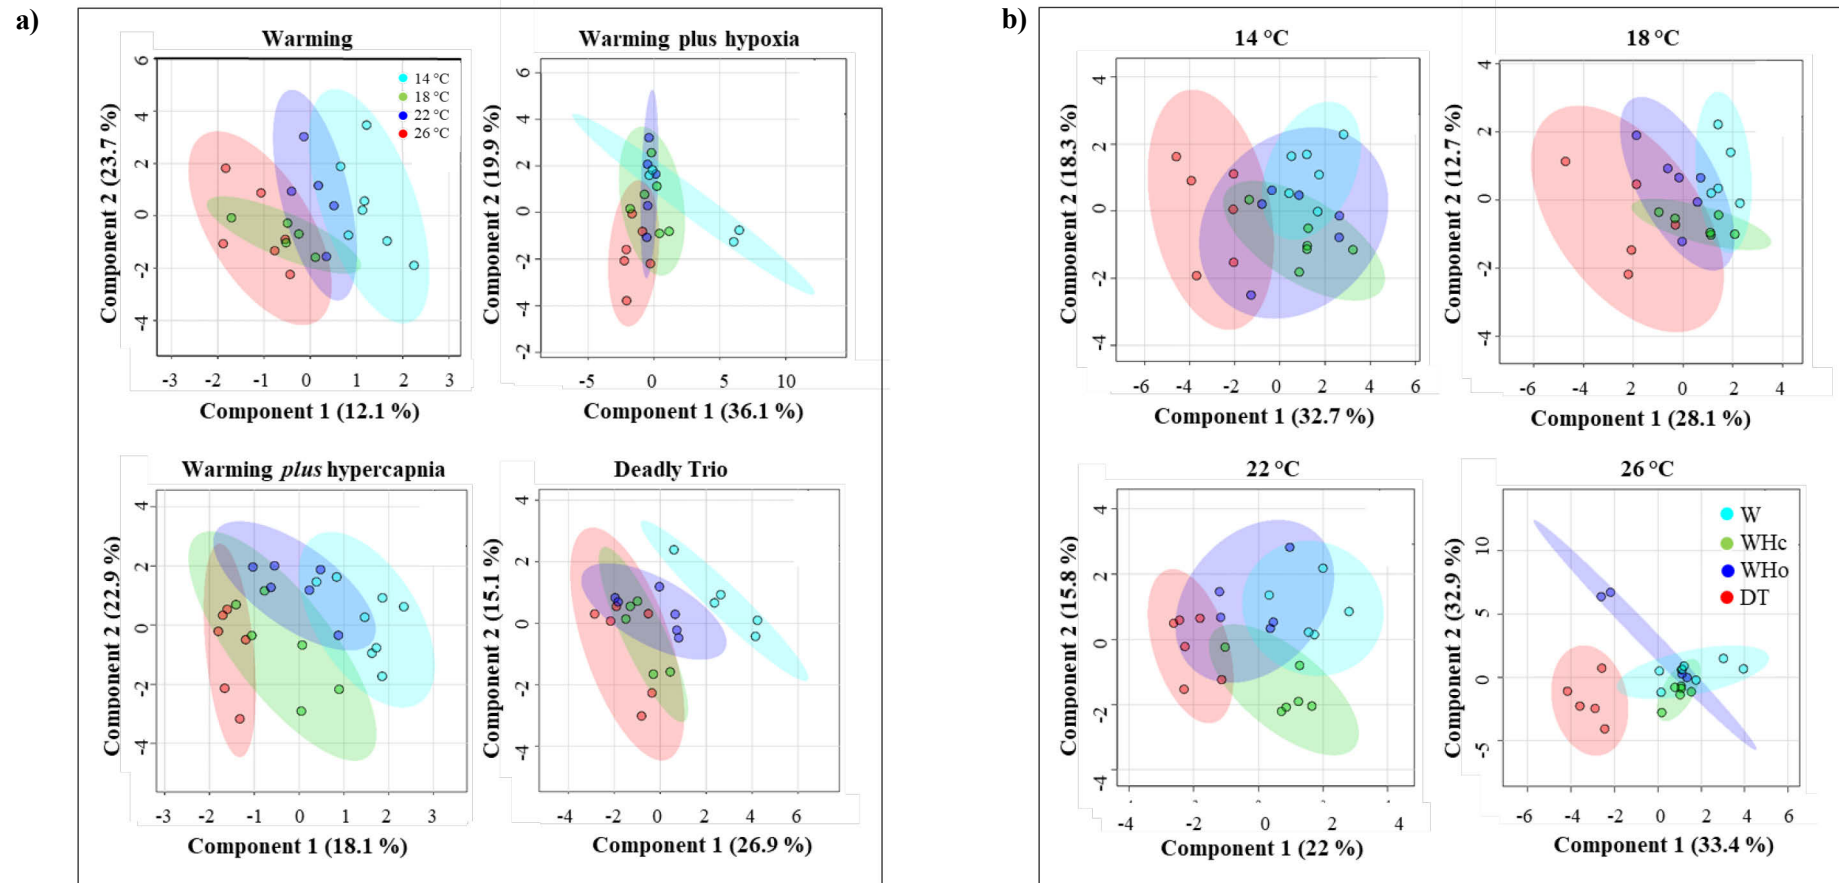 a)
Warming
14 °C
18 °C
22 °C
26 °C
6
4
2
0
-2
-4
Component 2 (23.7 %)
-3 -2 -1 0 1 2 3
Component 1 (12.1 %)
Warming plus hypoxia
6
4
2
0
-2
-4
-2
Component 2 (19.9 %)
-5 0 5 10
Component 1 (36.1 %)
Warming plus hypercapnia
4
2
0
-2
-4
Component 2 (22.9 %)
-3 -2 -1 0 1 2 3
Component 1 (18.1 %)
Deadly Trio
4
2
0
-2
-4
Component 2 (15.1 %)
-4 -2 0 2 4 6
Component 1 (26.9 %)
b)
14 °C
4
2
0
-2
-4
Component 2 (18.3 %)
-6 -4 -2 0 2 4 6
Component 1 (32.7 %)
18 °C
4
2
0
-2
-4
Component 2 (12.7 %)
-6 -4 2 0 2 4
Component 1 (28.1 %)
22 °C
4
2
0
-2
-4
Component 2 (15.8 %)
-4 -2 0 2 4
-4 -2 0 2 4
Component 1 (22 %)
26 °C
W
WHc
WHo
DT
10
5
0
-5
Component 2 (32.9 %)
-6 -4 -2 0 2 4 6
Component 1 (33.4 %)